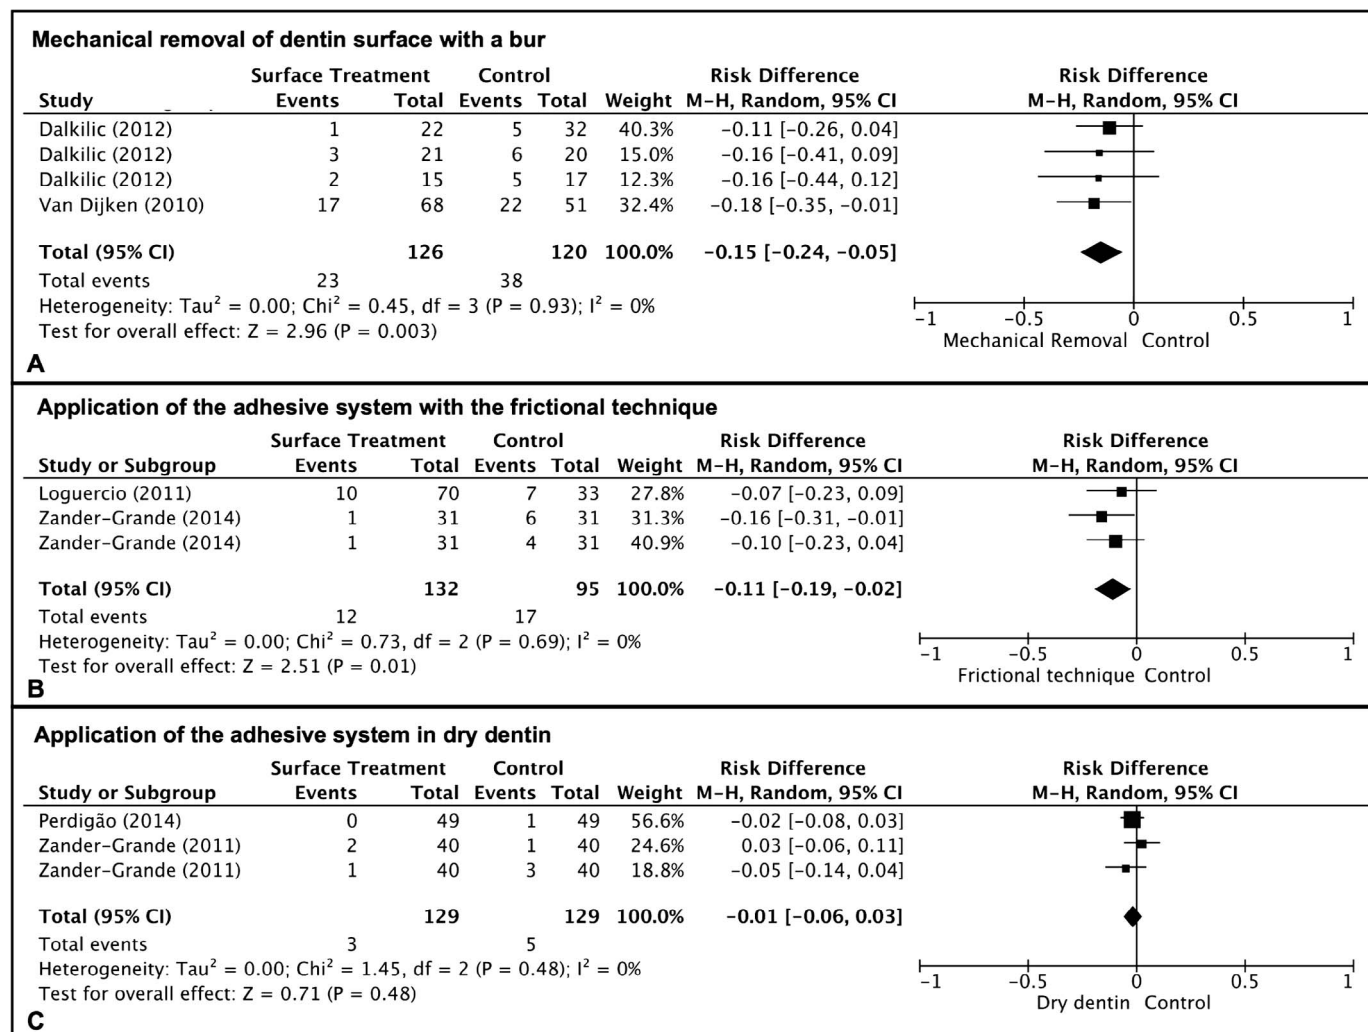 Mechanical removal of dentin surface with a bur
Surface Treatment Control Risk Difference Risk Difference
Study Events Total Events Total Weight M-H, Random, 95% CI M-H, Random, 95% CI
Dalkilic (2012) 1 22 5 32 40.3% -0.11 [-0.26, 0.04]
Dalkilic (2012) 3 21 6 20 15.0% -0.16 [-0.41, 0.09]
Dalkilic (2012) 2 15 5 17 12.3% -0.16 [-0.44, 0.12]
Van Dijken (2010) 17 68 22 51 32.4% -0.18 [-0.35, -0.01]
Total (95% CI) 126 120 100.0% -0.15 [-0.24, -0.05]
Total events 23 38
Heterogeneity: Tau² = 0.00; Chi² = 0.45, df = 3 (P = 0.93); I² = 0%
Test for overall effect: Z = 2.96 (P = 0.003)
-1 -0.5 0 0.5 1
Mechanical Removal Control
A
Application of the adhesive system with the frictional technique
Surface Treatment Control Risk Difference Risk Difference
Study or Subgroup Events Total Events Total Weight M-H, Random, 95% CI M-H, Random, 95% CI
Loguercio (2011) 10 70 7 33 27.8% -0.07 [-0.23, 0.09]
Zander-Grande (2014) 1 31 6 31 31.3% -0.16 [-0.31, -0.01]
Zander-Grande (2014) 1 31 4 31 40.9% -0.10 [-0.23, 0.04]
Total (95% CI) 132 95 100.0% -0.11 [-0.19, -0.02]
Total events 12 17
Heterogeneity: Tau² = 0.00; Chi² = 0.73, df = 2 (P = 0.69); I² = 0%
Test for overall effect: Z = 2.51 (P = 0.01)
-1 -0.5 0 0.5 1
Frictional technique Control
B
Application of the adhesive system in dry dentin
Surface Treatment Control Risk Difference Risk Difference
Study or Subgroup Events Total Events Total Weight M-H, Random, 95% CI M-H, Random, 95% CI
Perdigão (2014) 0 49 1 49 56.6% -0.02 [-0.08, 0.03]
Zander-Grande (2011) 2 40 1 40 24.6% 0.03 [-0.06, 0.11]
Zander-Grande (2011) 1 40 3 40 18.8% -0.05 [-0.14, 0.04]
Total (95% CI) 129 129 100.0% -0.01 [-0.06, 0.03]
Total events 3 5
Heterogeneity: Tau² = 0.00; Chi² = 1.45, df = 2 (P = 0.48); I² = 0%
Test for overall effect: Z = 0.71 (P = 0.48)
-1 -0.5 0 0.5 1
Dry dentin Control
C